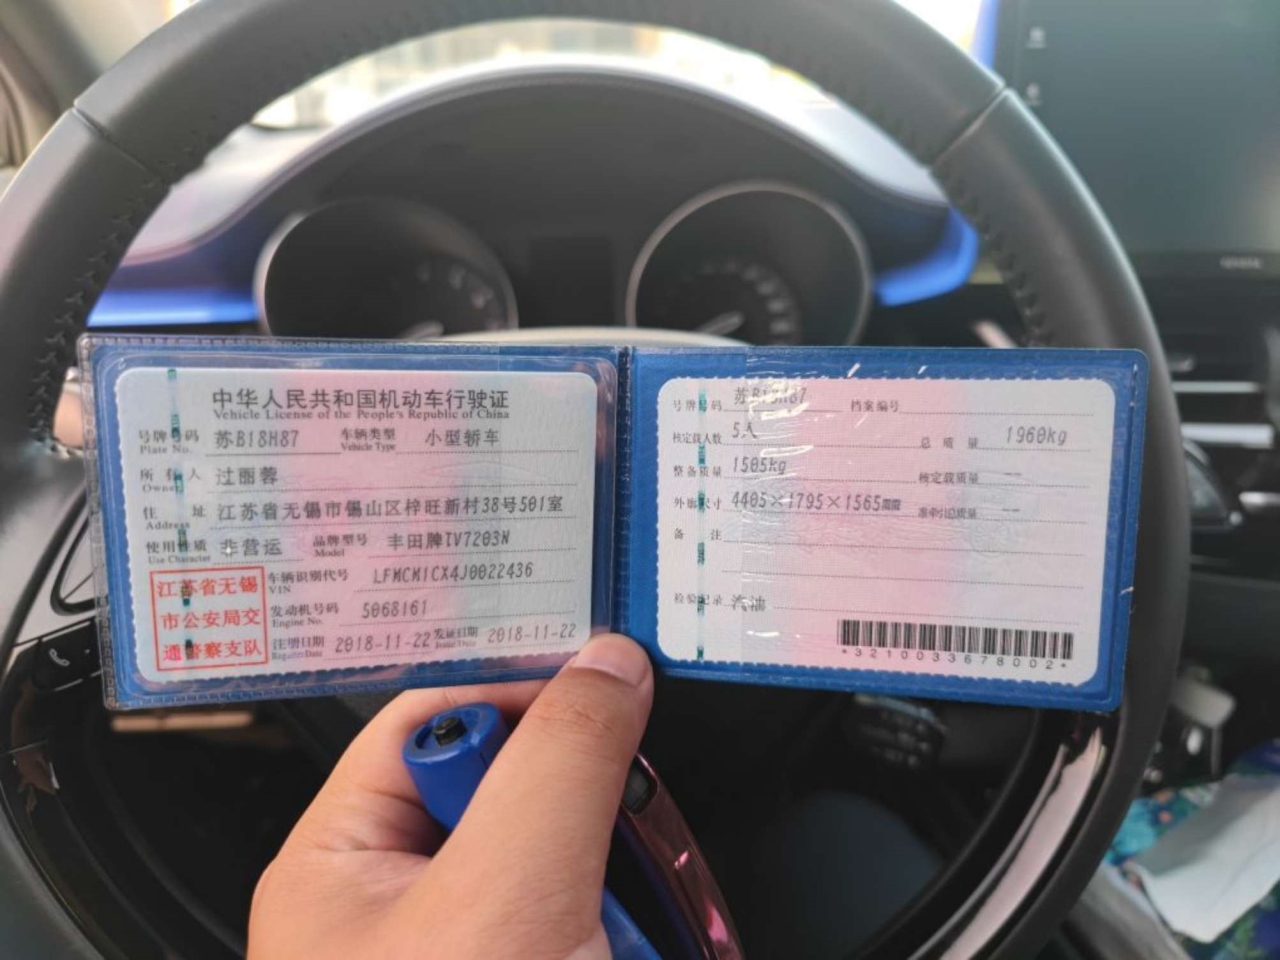 中华人民共和国机动车行驶证
Vehicle License of the People's Republic of China
号牌号码 苏B18H87 车辆类型 小型轿车
Plate No. Vehicle Type
所有人 过丽蓉
Owner
住址 江苏省无锡市锡山区梓旺新村38号501室
Address
使用性质 非营运 品牌型号 丰田牌TV7203N
Use Character Model
江苏省无锡
市公安局交
通警察支队
车辆识别代号 LFMCM1CX4J0022436
VIN
发动机号码 5068161
Engine No.
注册日期 2018-11-22 发证日期 2018-11-22
Register Date Issue Date
号牌号码 苏B18H87 档案编号
核定载人数 5人 总质量 1960kg
整备质量 1505kg 核定载质量 --
外廓尺寸 4405×1795×1565mm 准牵引总质量 --
备注
检验记录 汽油
*3210033678002*